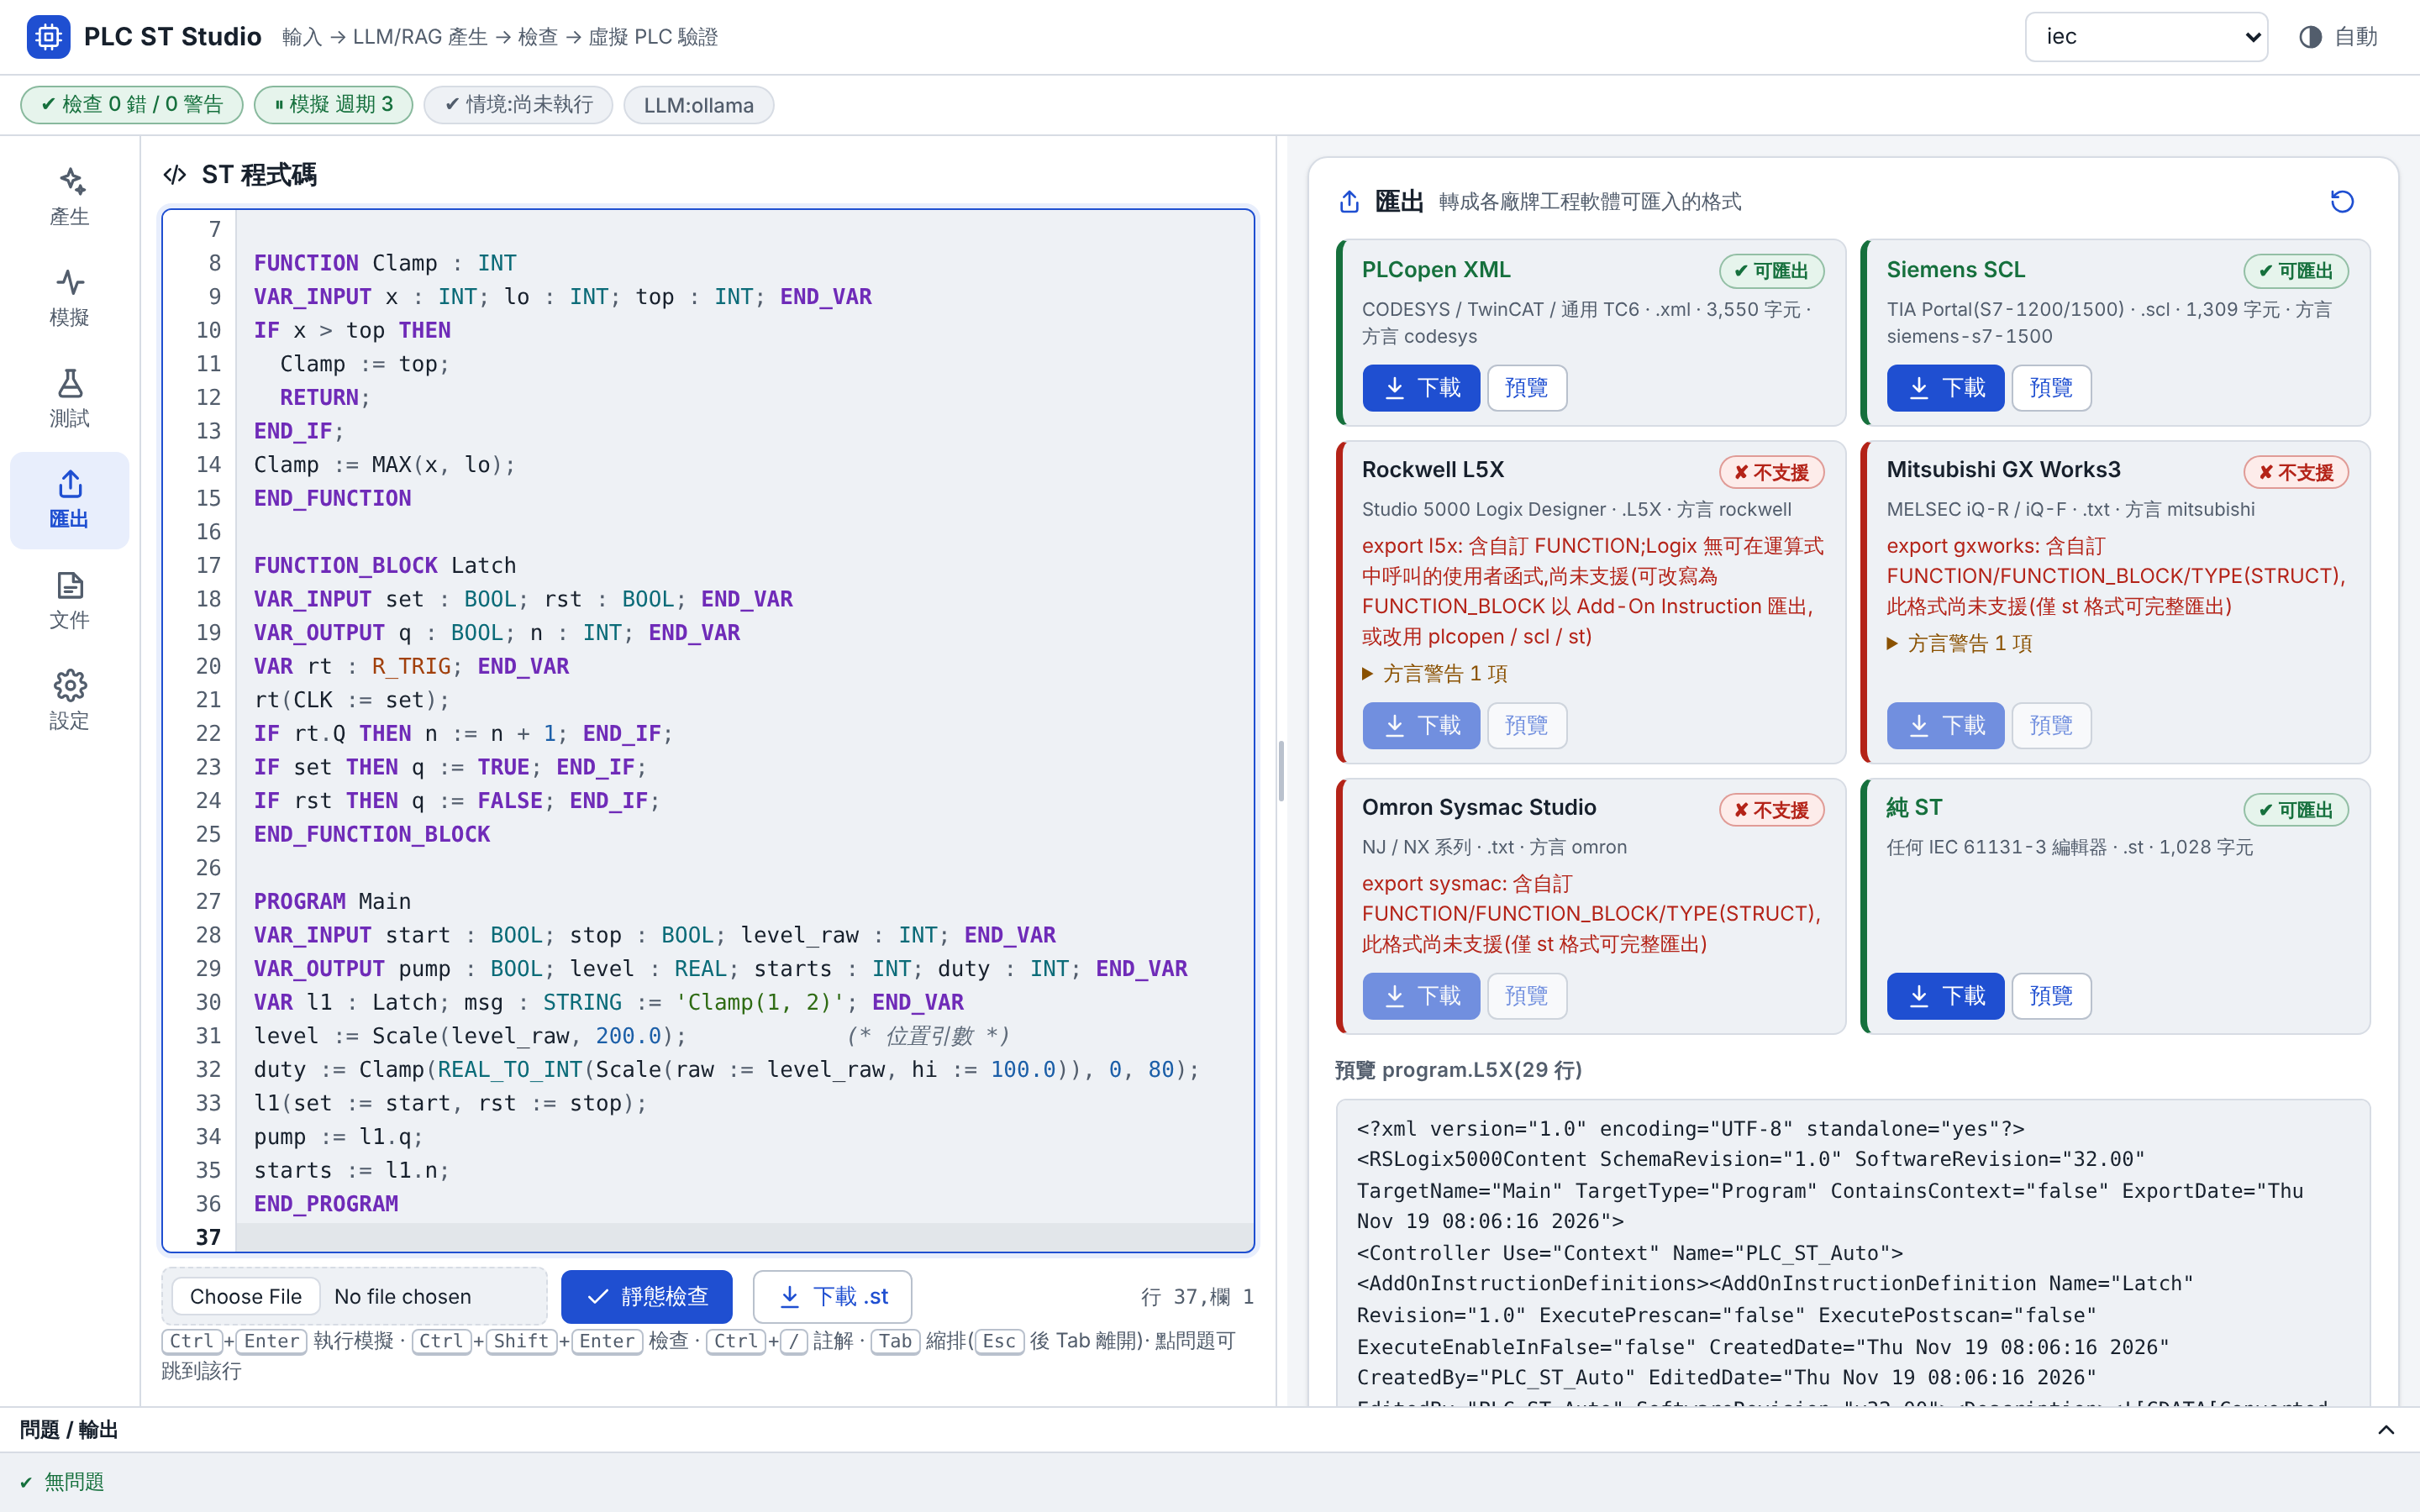 PLC ST Studio 輸入 → LLM/RAG 產生 → 檢查 → 虛擬 PLC 驗證
iec
自動
✔ 檢查 0 錯 / 0 警告
⏸ 模擬 週期 3
✔ 情境:尚未執行
LLM:ollama
產生
模擬
測試
匯出
文件
設定
ST 程式碼
7
8 FUNCTION Clamp : INT
9 VAR_INPUT x : INT; lo : INT; top : INT; END_VAR
10 IF x > top THEN
11 Clamp := top;
12 RETURN;
13 END_IF;
14 Clamp := MAX(x, lo);
15 END_FUNCTION
16
17 FUNCTION_BLOCK Latch
18 VAR_INPUT set : BOOL; rst : BOOL; END_VAR
19 VAR_OUTPUT q : BOOL; n : INT; END_VAR
20 VAR rt : R_TRIG; END_VAR
21 rt(CLK := set);
22 IF rt.Q THEN n := n + 1; END_IF;
23 IF set THEN q := TRUE; END_IF;
24 IF rst THEN q := FALSE; END_IF;
25 END_FUNCTION_BLOCK
26
27 PROGRAM Main
28 VAR_INPUT start : BOOL; stop : BOOL; level_raw : INT; END_VAR
29 VAR_OUTPUT pump : BOOL; level : REAL; starts : INT; duty : INT; END_VAR
30 VAR l1 : Latch; msg : STRING := 'Clamp(1, 2)'; END_VAR
31 level := Scale(level_raw, 200.0); (* 位置引數 *)
32 duty := Clamp(REAL_TO_INT(Scale(raw := level_raw, hi := 100.0)), 0, 80);
33 l1(set := start, rst := stop);
34 pump := l1.q;
35 starts := l1.n;
36 END_PROGRAM
37
Choose File No file chosen
靜態檢查
下載 .st
行 37,欄 1
Ctrl+Enter 執行模擬 · Ctrl+Shift+Enter 檢查 · Ctrl+/ 註解 · Tab 縮排(Esc 後 Tab 離開)· 點問題可
跳到該行
匯出 轉成各廠牌工程軟體可匯入的格式
PLCopen XML ✔ 可匯出
CODESYS / TwinCAT / 通用 TC6 · .xml · 3,550 字元 ·
方言 codesys
下載 預覽
Siemens SCL ✔ 可匯出
TIA Portal(S7-1200/1500) · .scl · 1,309 字元 · 方言
siemens-s7-1500
下載 預覽
Rockwell L5X ✘ 不支援
Studio 5000 Logix Designer · .L5X · 方言 rockwell
export l5x: 含自訂 FUNCTION;Logix 無可在運算式
中呼叫的使用者函式,尚未支援(可改寫為
FUNCTION_BLOCK 以 Add-On Instruction 匯出,
或改用 plcopen / scl / st)
▶ 方言警告 1 項
下載 預覽
Mitsubishi GX Works3 ✘ 不支援
MELSEC iQ-R / iQ-F · .txt · 方言 mitsubishi
export gxworks: 含自訂
FUNCTION/FUNCTION_BLOCK/TYPE(STRUCT),
此格式尚未支援(僅 st 格式可完整匯出)
▶ 方言警告 1 項
下載 預覽
Omron Sysmac Studio ✘ 不支援
NJ / NX 系列 · .txt · 方言 omron
export sysmac: 含自訂
FUNCTION/FUNCTION_BLOCK/TYPE(STRUCT),
此格式尚未支援(僅 st 格式可完整匯出)
下載 預覽
純 ST ✔ 可匯出
任何 IEC 61131-3 編輯器 · .st · 1,028 字元
下載 預覽
預覽 program.L5X(29 行)
<?xml version="1.0" encoding="UTF-8" standalone="yes"?>
<RSLogix5000Content SchemaRevision="1.0" SoftwareRevision="32.00"
TargetName="Main" TargetType="Program" ContainsContext="false" ExportDate="Thu
Nov 19 08:06:16 2026">
<Controller Use="Context" Name="PLC_ST_Auto">
<AddOnInstructionDefinitions><AddOnInstructionDefinition Name="Latch"
Revision="1.0" ExecutePrescan="false" ExecutePostscan="false"
ExecuteEnableInFalse="false" CreatedDate="Thu Nov 19 08:06:16 2026"
CreatedBy="PLC_ST_Auto" EditedDate="Thu Nov 19 08:06:16 2026"
問題 / 輸出
✔ 無問題